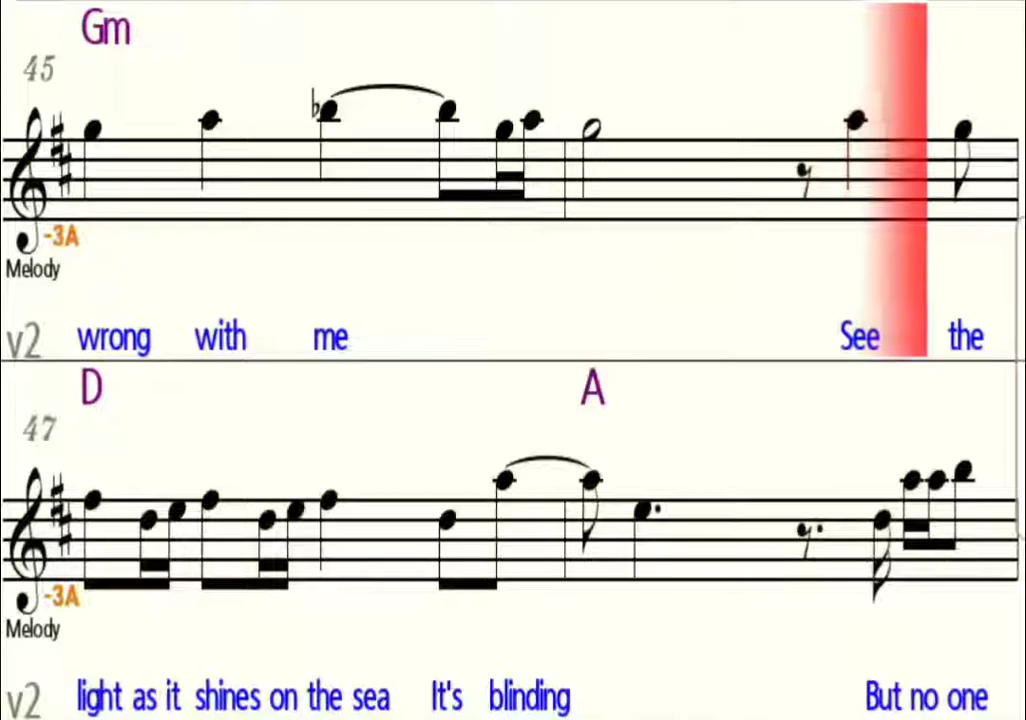 Gm
45
-3A
Melody
v2 wrong with me See the
D A
47
-3A
Melody
v2 light as it shines on the sea It's blinding But no one